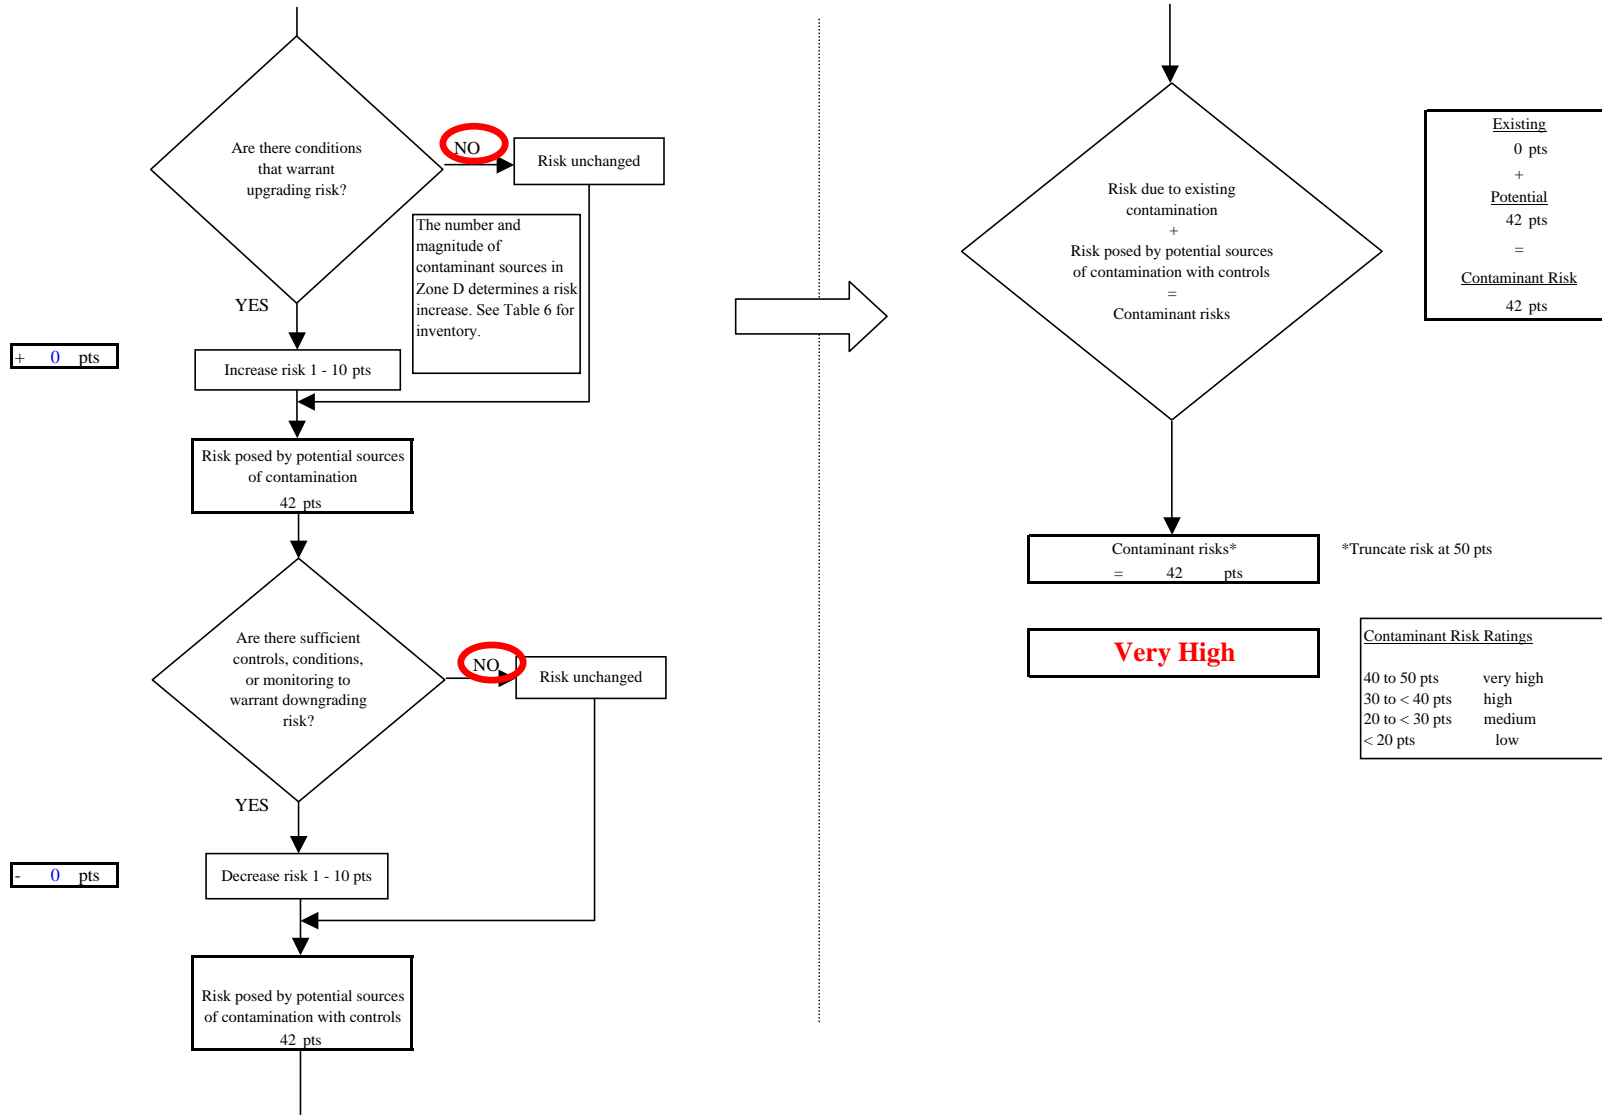 Are there conditions
that warrant
upgrading risk?
NO
Risk unchanged
The number and
magnitude of
contaminant sources in
Zone D determines a risk
increase. See Table 6 for
inventory.
YES
+ 0 pts
Increase risk 1 - 10 pts
Risk posed by potential sources
of contamination
42 pts
Are there sufficient
controls, conditions,
or monitoring to
warrant downgrading
risk?
NO
Risk unchanged
YES
- 0 pts
Decrease risk 1 - 10 pts
Risk posed by potential sources
of contamination with controls
42 pts
Risk due to existing
contamination
+
Risk posed by potential sources
of contamination with controls
=
Contaminant risks
Existing
0 pts
+
Potential
42 pts
=
Contaminant Risk
42 pts
Contaminant risks*
= 42 pts
*Truncate risk at 50 pts
Very High
Contaminant Risk Ratings
40 to 50 pts very high
30 to < 40 pts high
20 to < 30 pts medium
< 20 pts low